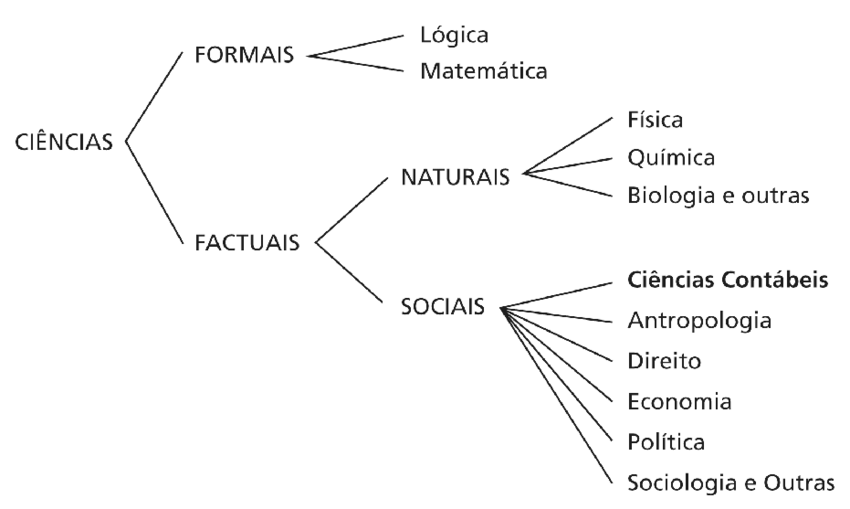 CIÊNCIAS
FORMAIS
Lógica
Matemática
FACTUAIS
NATURAIS
Física
Química
Biologia e outras
SOCIAIS
Ciências Contábeis
Antropologia
Direito
Economia
Política
Sociologia e Outras